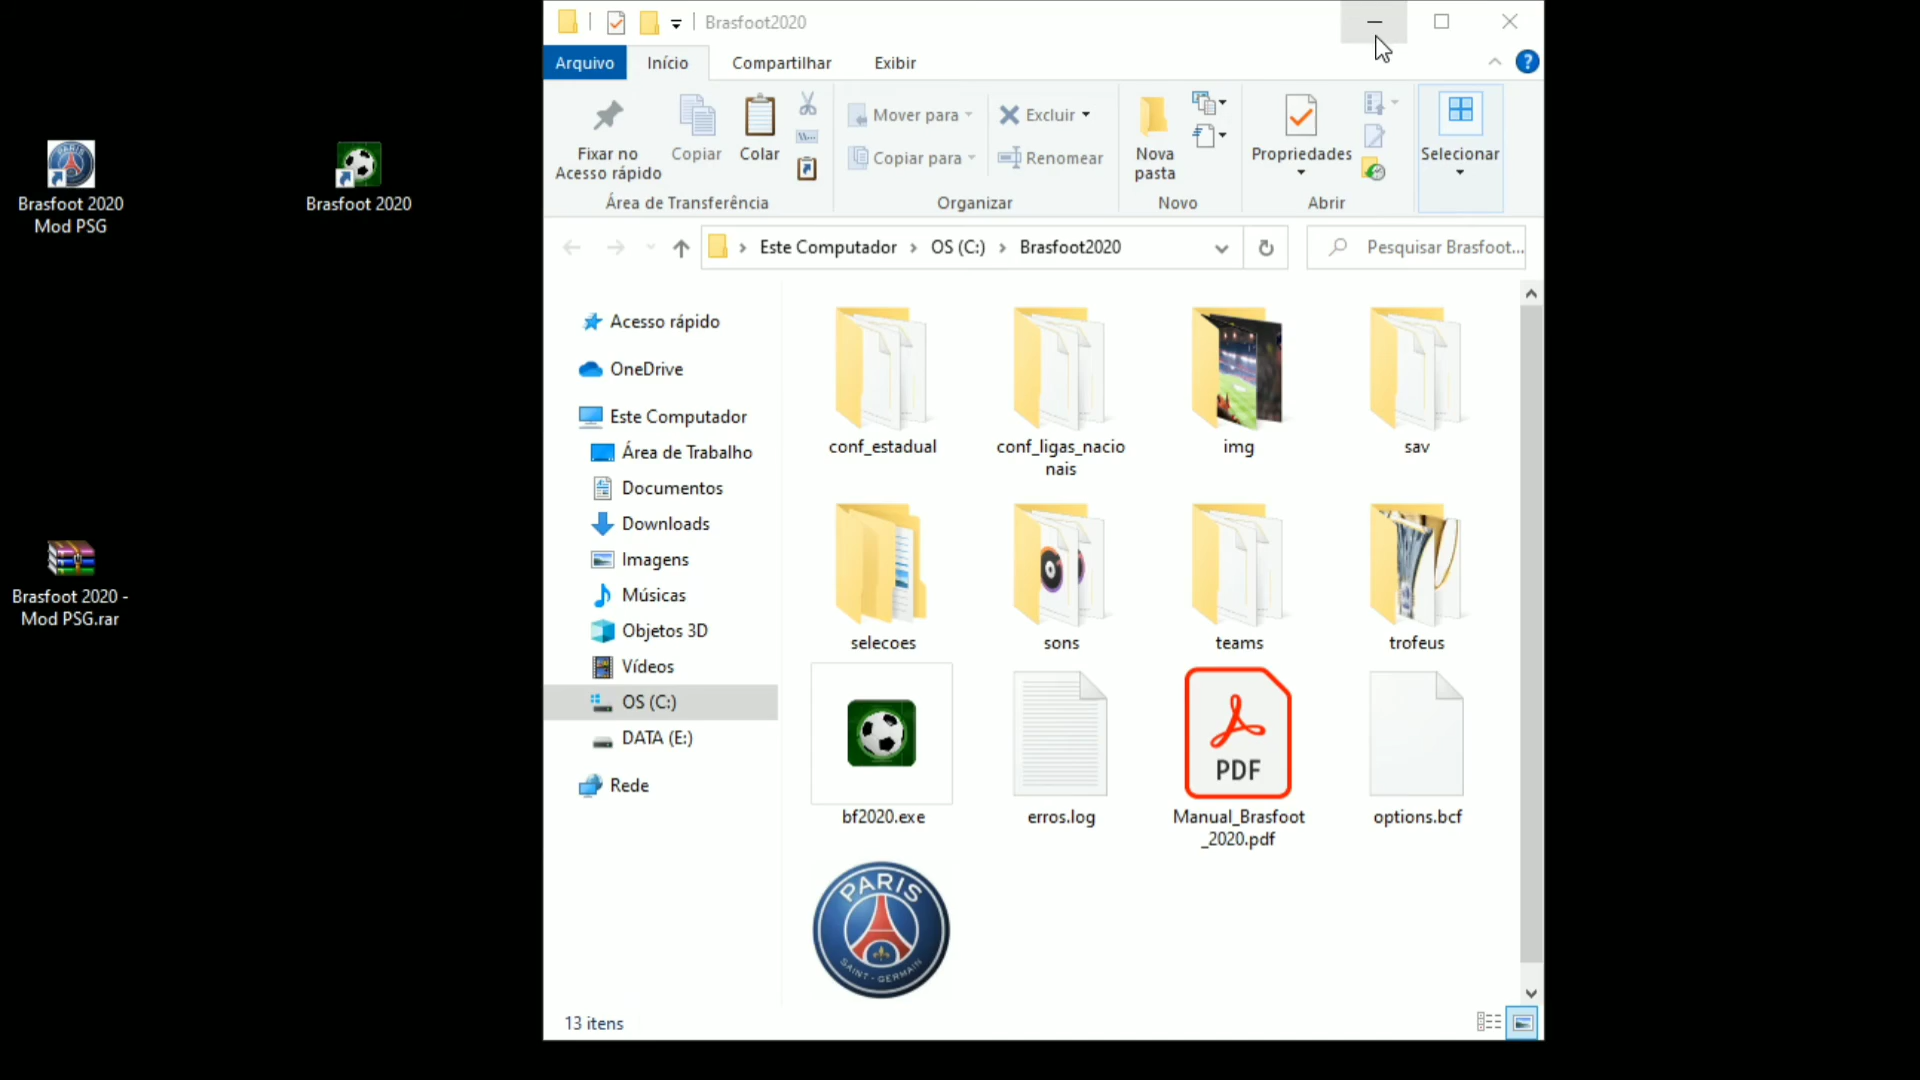 Brasfoot2020
Arquivo
Início
Compartilhar
Exibir
?
Fixar no
Acesso rápido
Copiar
Colar
Mover para
Copiar para
Excluir
Renomear
Nova
pasta
Propriedades
Selecionar
Área de Transferência
Organizar
Novo
Abrir
Este Computador
OS (C:)
Brasfoot2020
Pesquisar Brasfoot...
Brasfoot 2020
Mod PSG
Brasfoot 2020
Brasfoot 2020 -
Mod PSG.rar
Acesso rápido
OneDrive
Este Computador
Área de Trabalho
Documentos
Downloads
Imagens
Músicas
Objetos 3D
Vídeos
OS (C:)
DATA (E:)
Rede
conf_estadual
conf_ligas_nacio
nais
img
sav
selecoes
sons
teams
trofeus
bf2020.exe
erros.log
PDF
Manual_Brasfoot
_2020.pdf
options.bcf
PARIS
SAINT-GERMAIN
13 itens